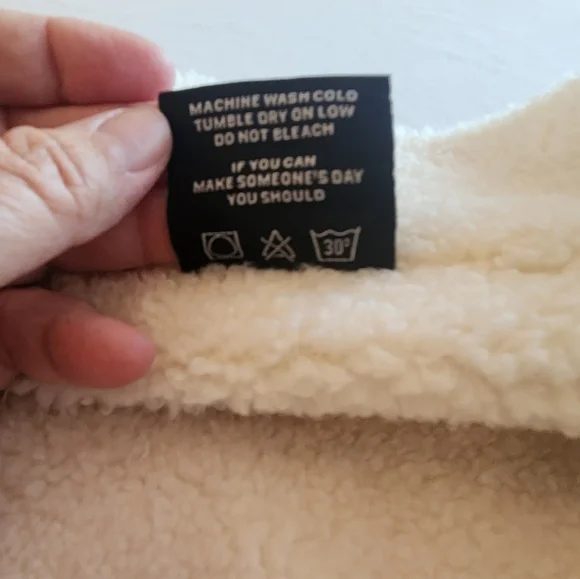 MACHINE WASH COLD
TUMBLE DRY ON LOW
DO NOT BLEACH
IF YOU CAN
MAKE SOMEONE'S DAY
YOU SHOULD
30°